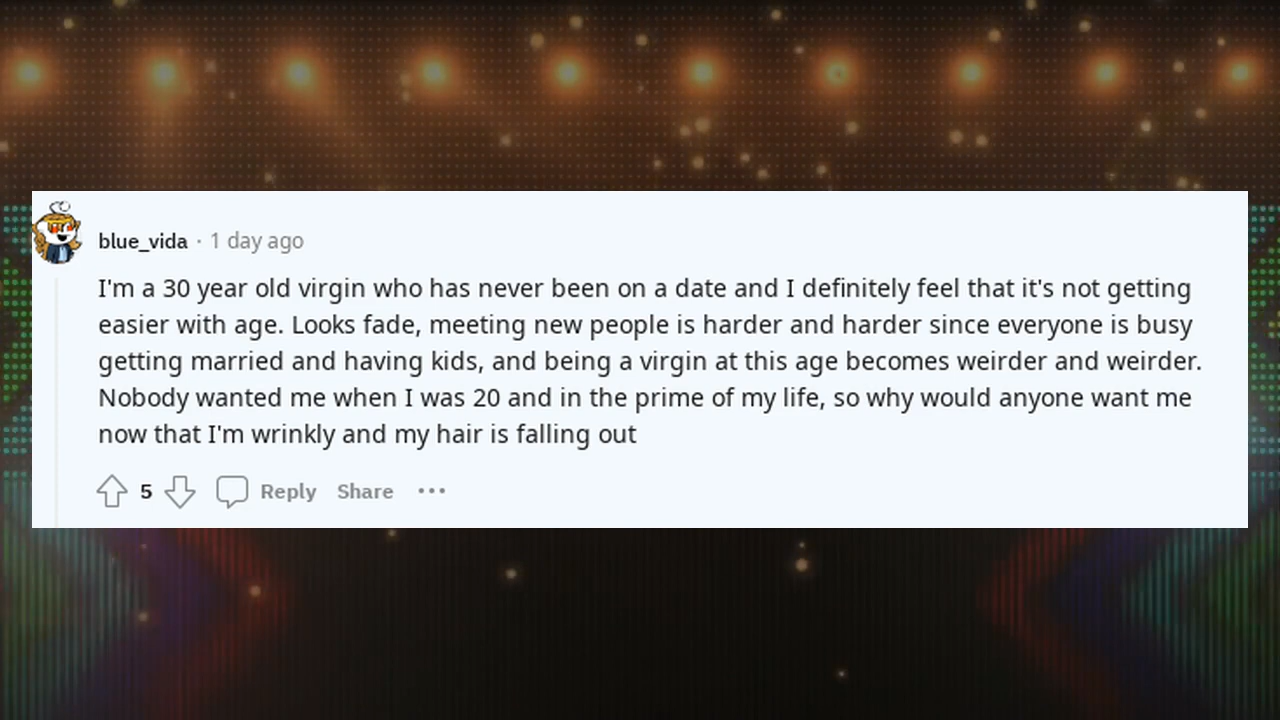 blue_vida · 1 day ago
I'm a 30 year old virgin who has never been on a date and I definitely feel that it's not getting
easier with age. Looks fade, meeting new people is harder and harder since everyone is busy
getting married and having kids, and being a virgin at this age becomes weirder and weirder.
Nobody wanted me when I was 20 and in the prime of my life, so why would anyone want me
now that I'm wrinkly and my hair is falling out
5 Reply Share ···